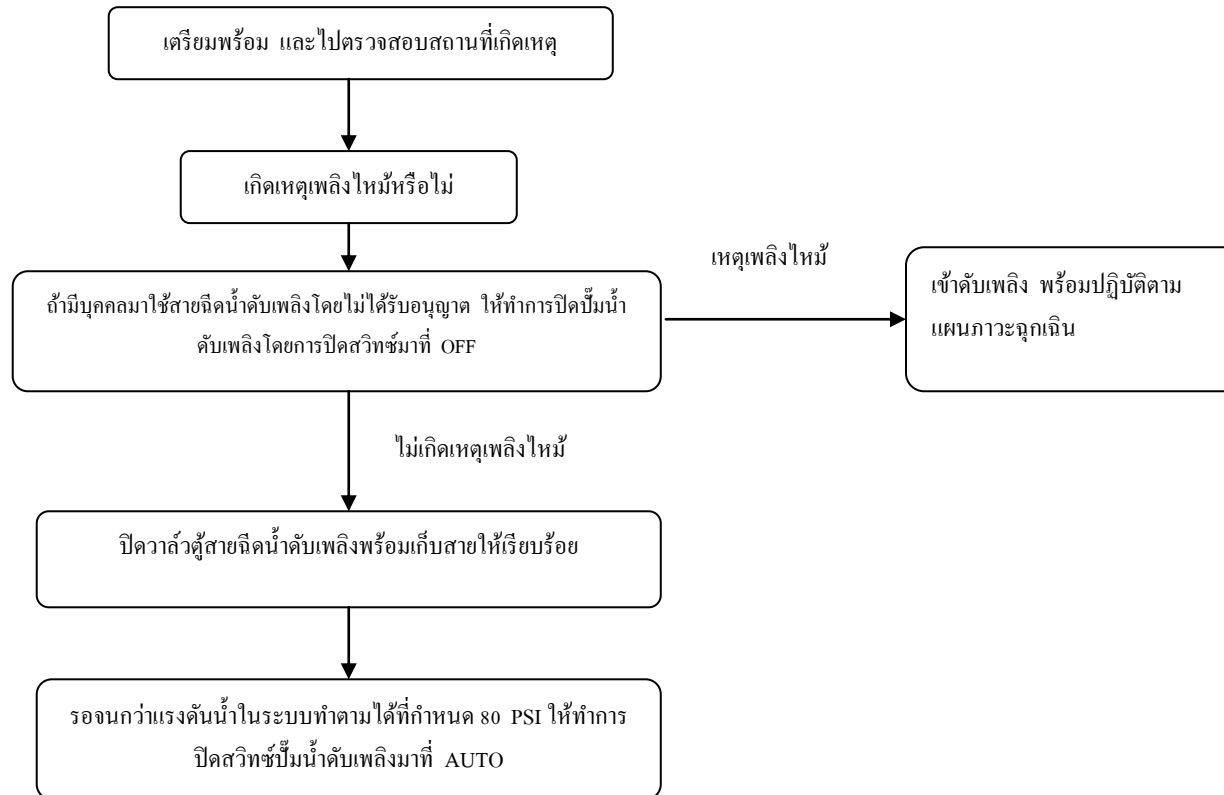 เตรียมพร้อม และไปตรวจสอบสถานที่เกิดเหตุ
เกิดเหตุเพลิงไหม้หรือไม่
ถ้ามีบุคคลมาใช้สายฉีดน้ำดับเพลิงโดยไม่ได้รับอนุญาต ให้ทำการปิดปั๊มน้ำ
ดับเพลิงโดยการปิดสวิทซ์มาที่ OFF
เหตุเพลิงไหม้
เข้าดับเพลิง พร้อมปฏิบัติตาม
แผนภาวะฉุกเฉิน
ไม่เกิดเหตุเพลิงไหม้
ปิดวาล์วตู้สายฉีดน้ำดับเพลิงพร้อมเก็บสายให้เรียบร้อย
รอจนกว่าแรงดันน้ำในระบบทำตามได้ที่กำหนด 80 PSI ให้ทำการ
ปิดสวิทซ์ปั๊มน้ำดับเพลิงมาที่ AUTO